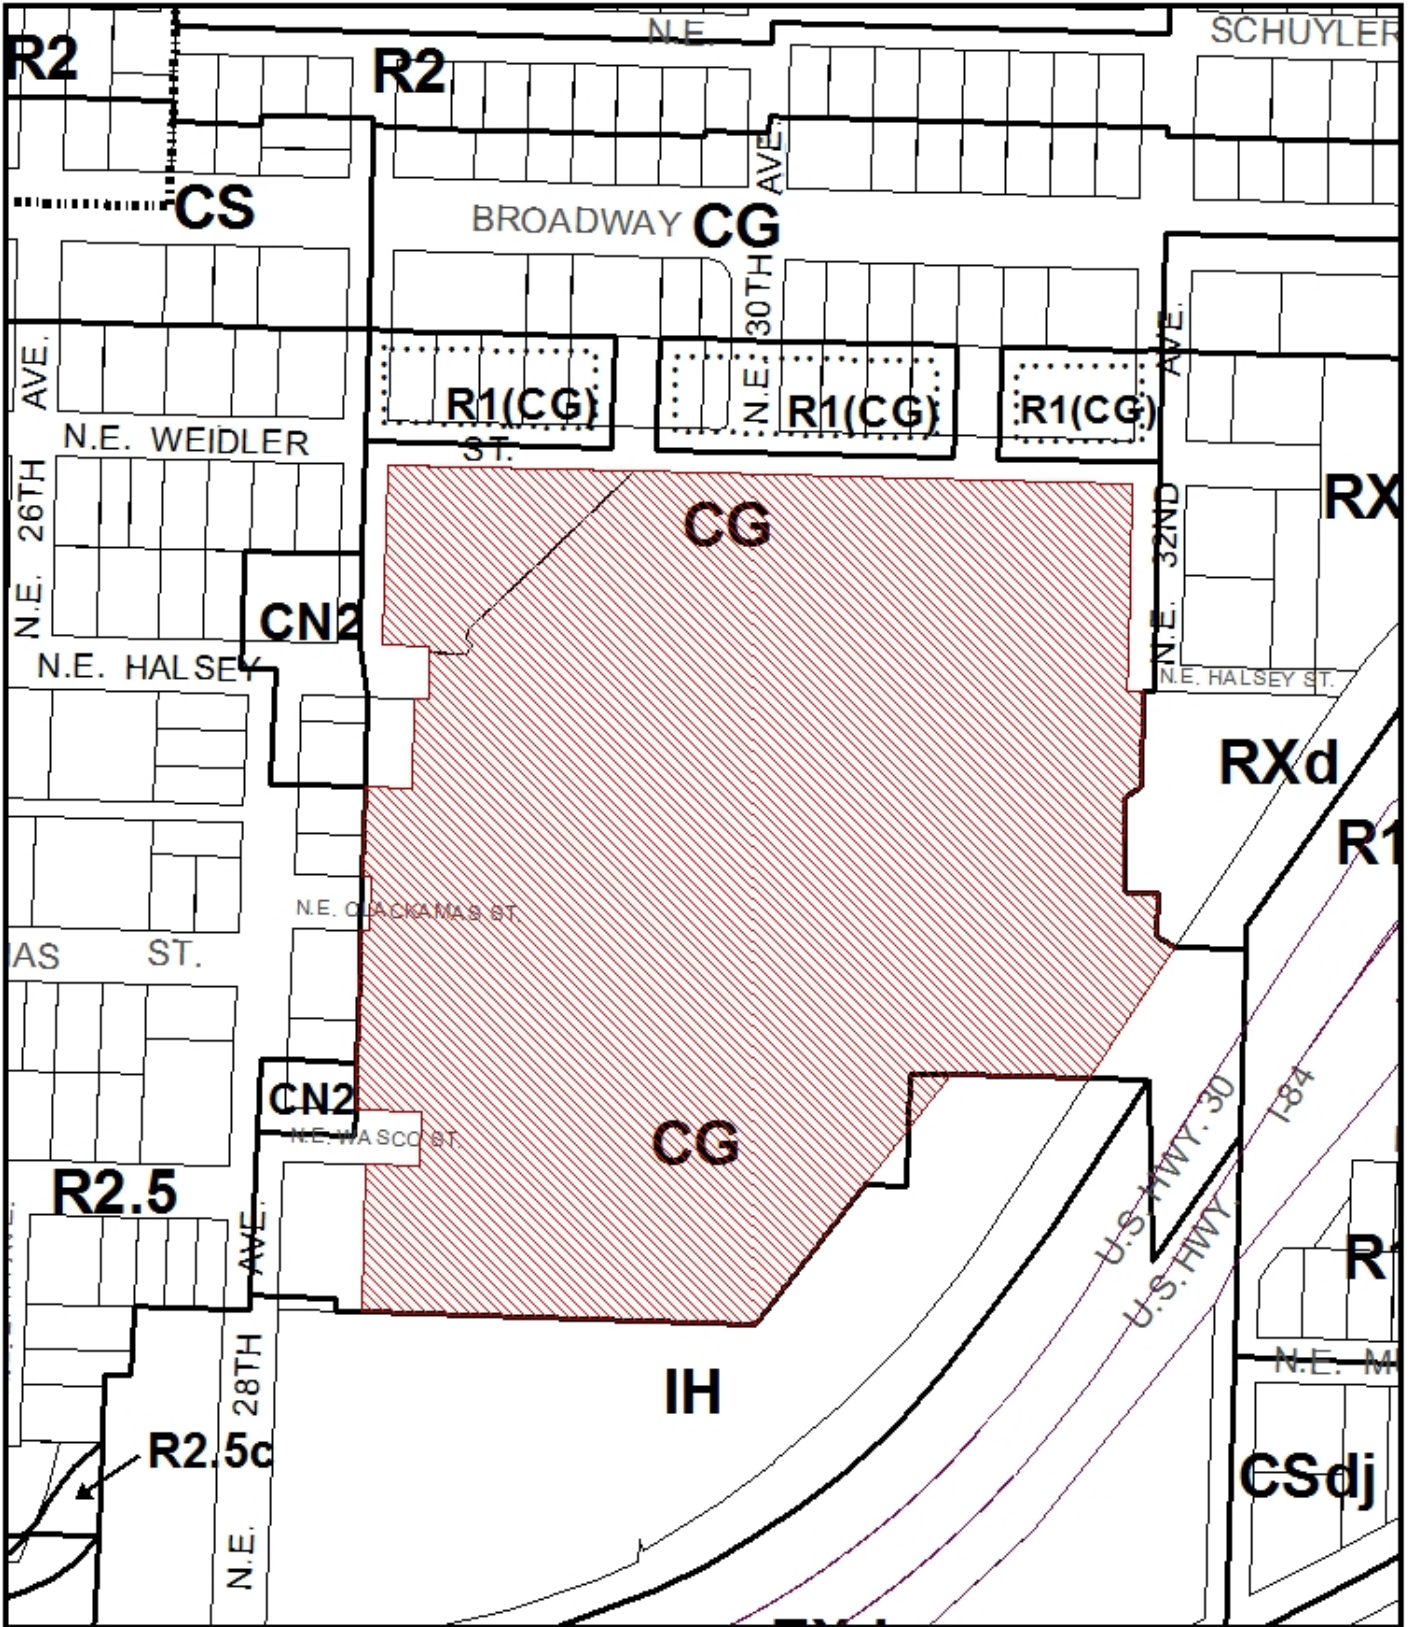 N.E.
SCHUYLER
R2
R2
AVE.
CS
BROADWAY
CG
N.E. 30TH
AVE.
AVE.
R1(CG)
R1(CG)
R1(CG)
N.E. WEIDLER
ST.
N.E. 26TH
CG
RX
N.E. 32ND
CN2
N.E. HALSEY
N.E. HALSEY ST.
RXd
R1
N.E. CLACKAMAS ST.
AS
ST.
CN2
N.E. WASCO ST.
CG
U.S. HWY. 30
I-84
U.S. HWY.
R2.5
AVE.
R1
N.E. 28TH
N.E.
IH
R2.5c
CSdj